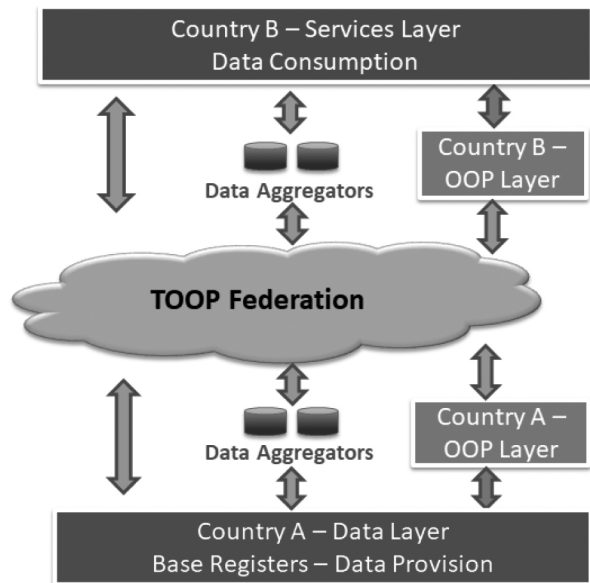 Country B – Services Layer
Data Consumption
Country B –
OOP Layer
Data Aggregators
TOOP Federation
Country A –
OOP Layer
Data Aggregators
Country A – Data Layer
Base Registers – Data Provision